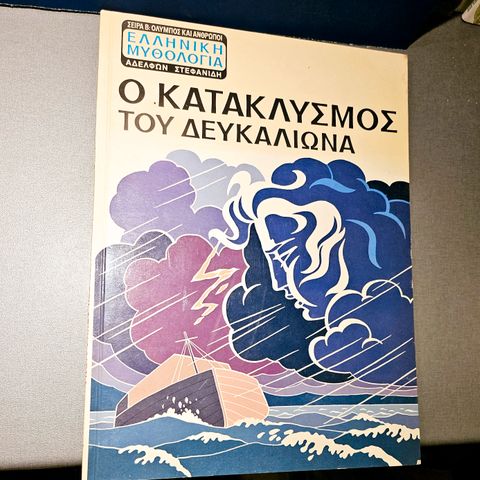 ΣΕΙΡΑ Β: ΟΛΥΜΠΟΣ ΚΑΙ ΑΝΘΡΩΠΟΙ
ΕΛΛΗΝΙΚΗ
ΜΥΘΟΛΟΓΙΑ
ΑΔΕΛΦΩΝ ΣΤΕΦΑΝΙΔΗ
Ο ΚΑΤΑΚΛΥΣΜΟΣ
ΤΟΥ ΔΕΥΚΑΛΙΩΝΑ